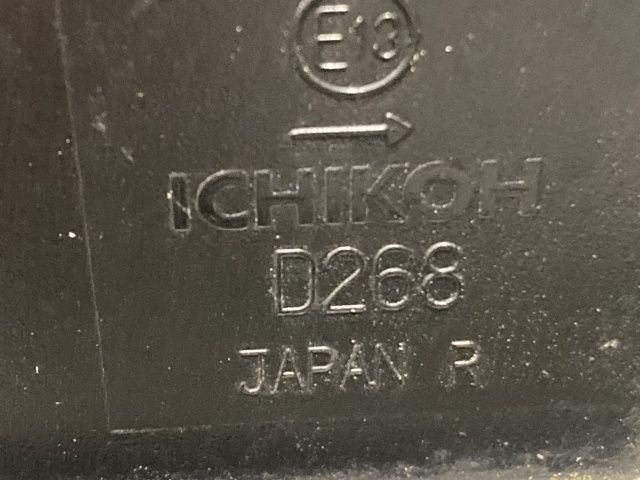 E13
ICHIKOH
D268
JAPAN R